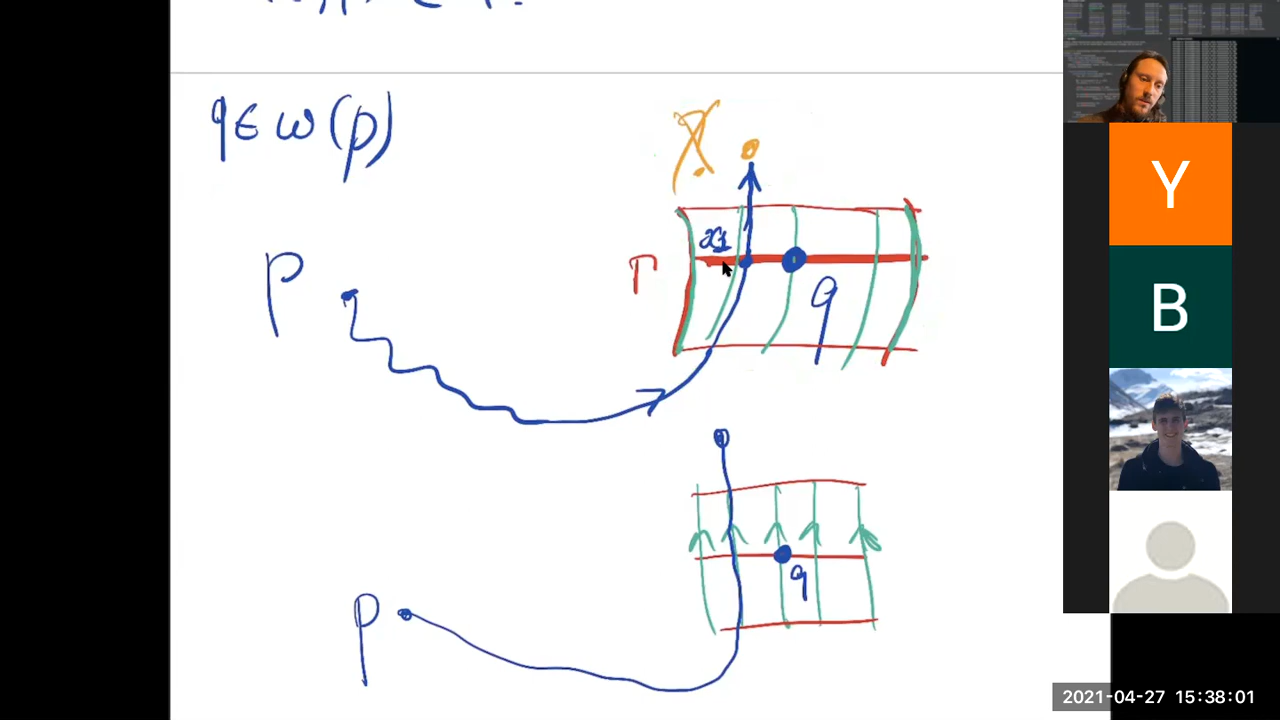 q ∈ ω(p)
x1
Γ
q
p
q
p
Y
B
2021-04-27 15:38:01